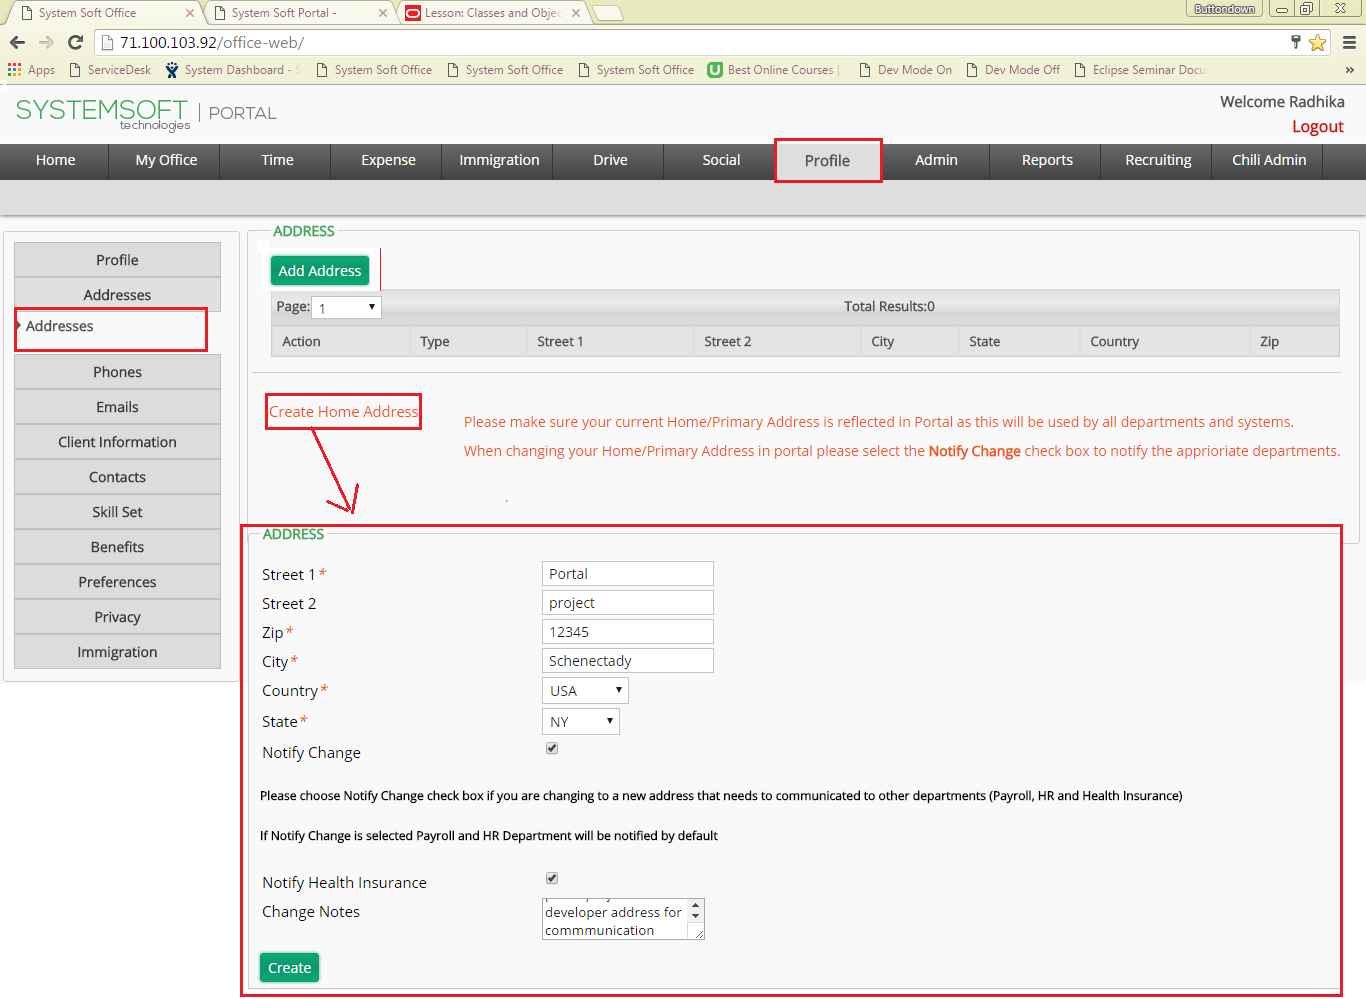 System Soft Office
System Soft Portal -
Lesson: Classes and Objec
Buttondown
71.100.103.92/office-web/
Apps
ServiceDesk
System Dashboard - S
System Soft Office
System Soft Office
System Soft Office
Best Online Courses |
Dev Mode On
Dev Mode Off
Eclipse Seminar Docu
»
SYSTEMSOFT
technologies
PORTAL
Welcome Radhika
Logout
Home
My Office
Time
Expense
Immigration
Drive
Social
Profile
Admin
Reports
Recruiting
Chili Admin
Profile
Addresses
Addresses
Phones
Emails
Client Information
Contacts
Skill Set
Benefits
Preferences
Privacy
Immigration
ADDRESS
Add Address
Page: 1
Total Results:0
Action Type Street 1 Street 2 City State Country Zip
Create Home Address
Please make sure your current Home/Primary Address is reflected in Portal as this will be used by all departments and systems.
When changing your Home/Primary Address in portal please select the Notify Change check box to notify the approriate departments.
ADDRESS
Street 1* Portal
Street 2 project
Zip* 12345
City* Schenectady
Country* USA
State* NY
Notify Change
Please choose Notify Change check box if you are changing to a new address that needs to communicated to other departments (Payroll, HR and Health Insurance)
If Notify Change is selected Payroll and HR Department will be notified by default
Notify Health Insurance
Change Notes
developer address for
commmunication
Create